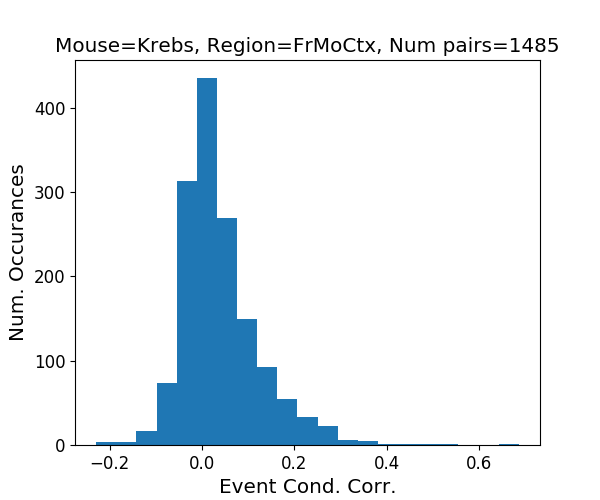 Mouse=Krebs, Region=FrMoCtx, Num pairs=1485
400
300
200
100
0
Num. Occurances
−0.2 0.0 0.2 0.4 0.6
Event Cond. Corr.